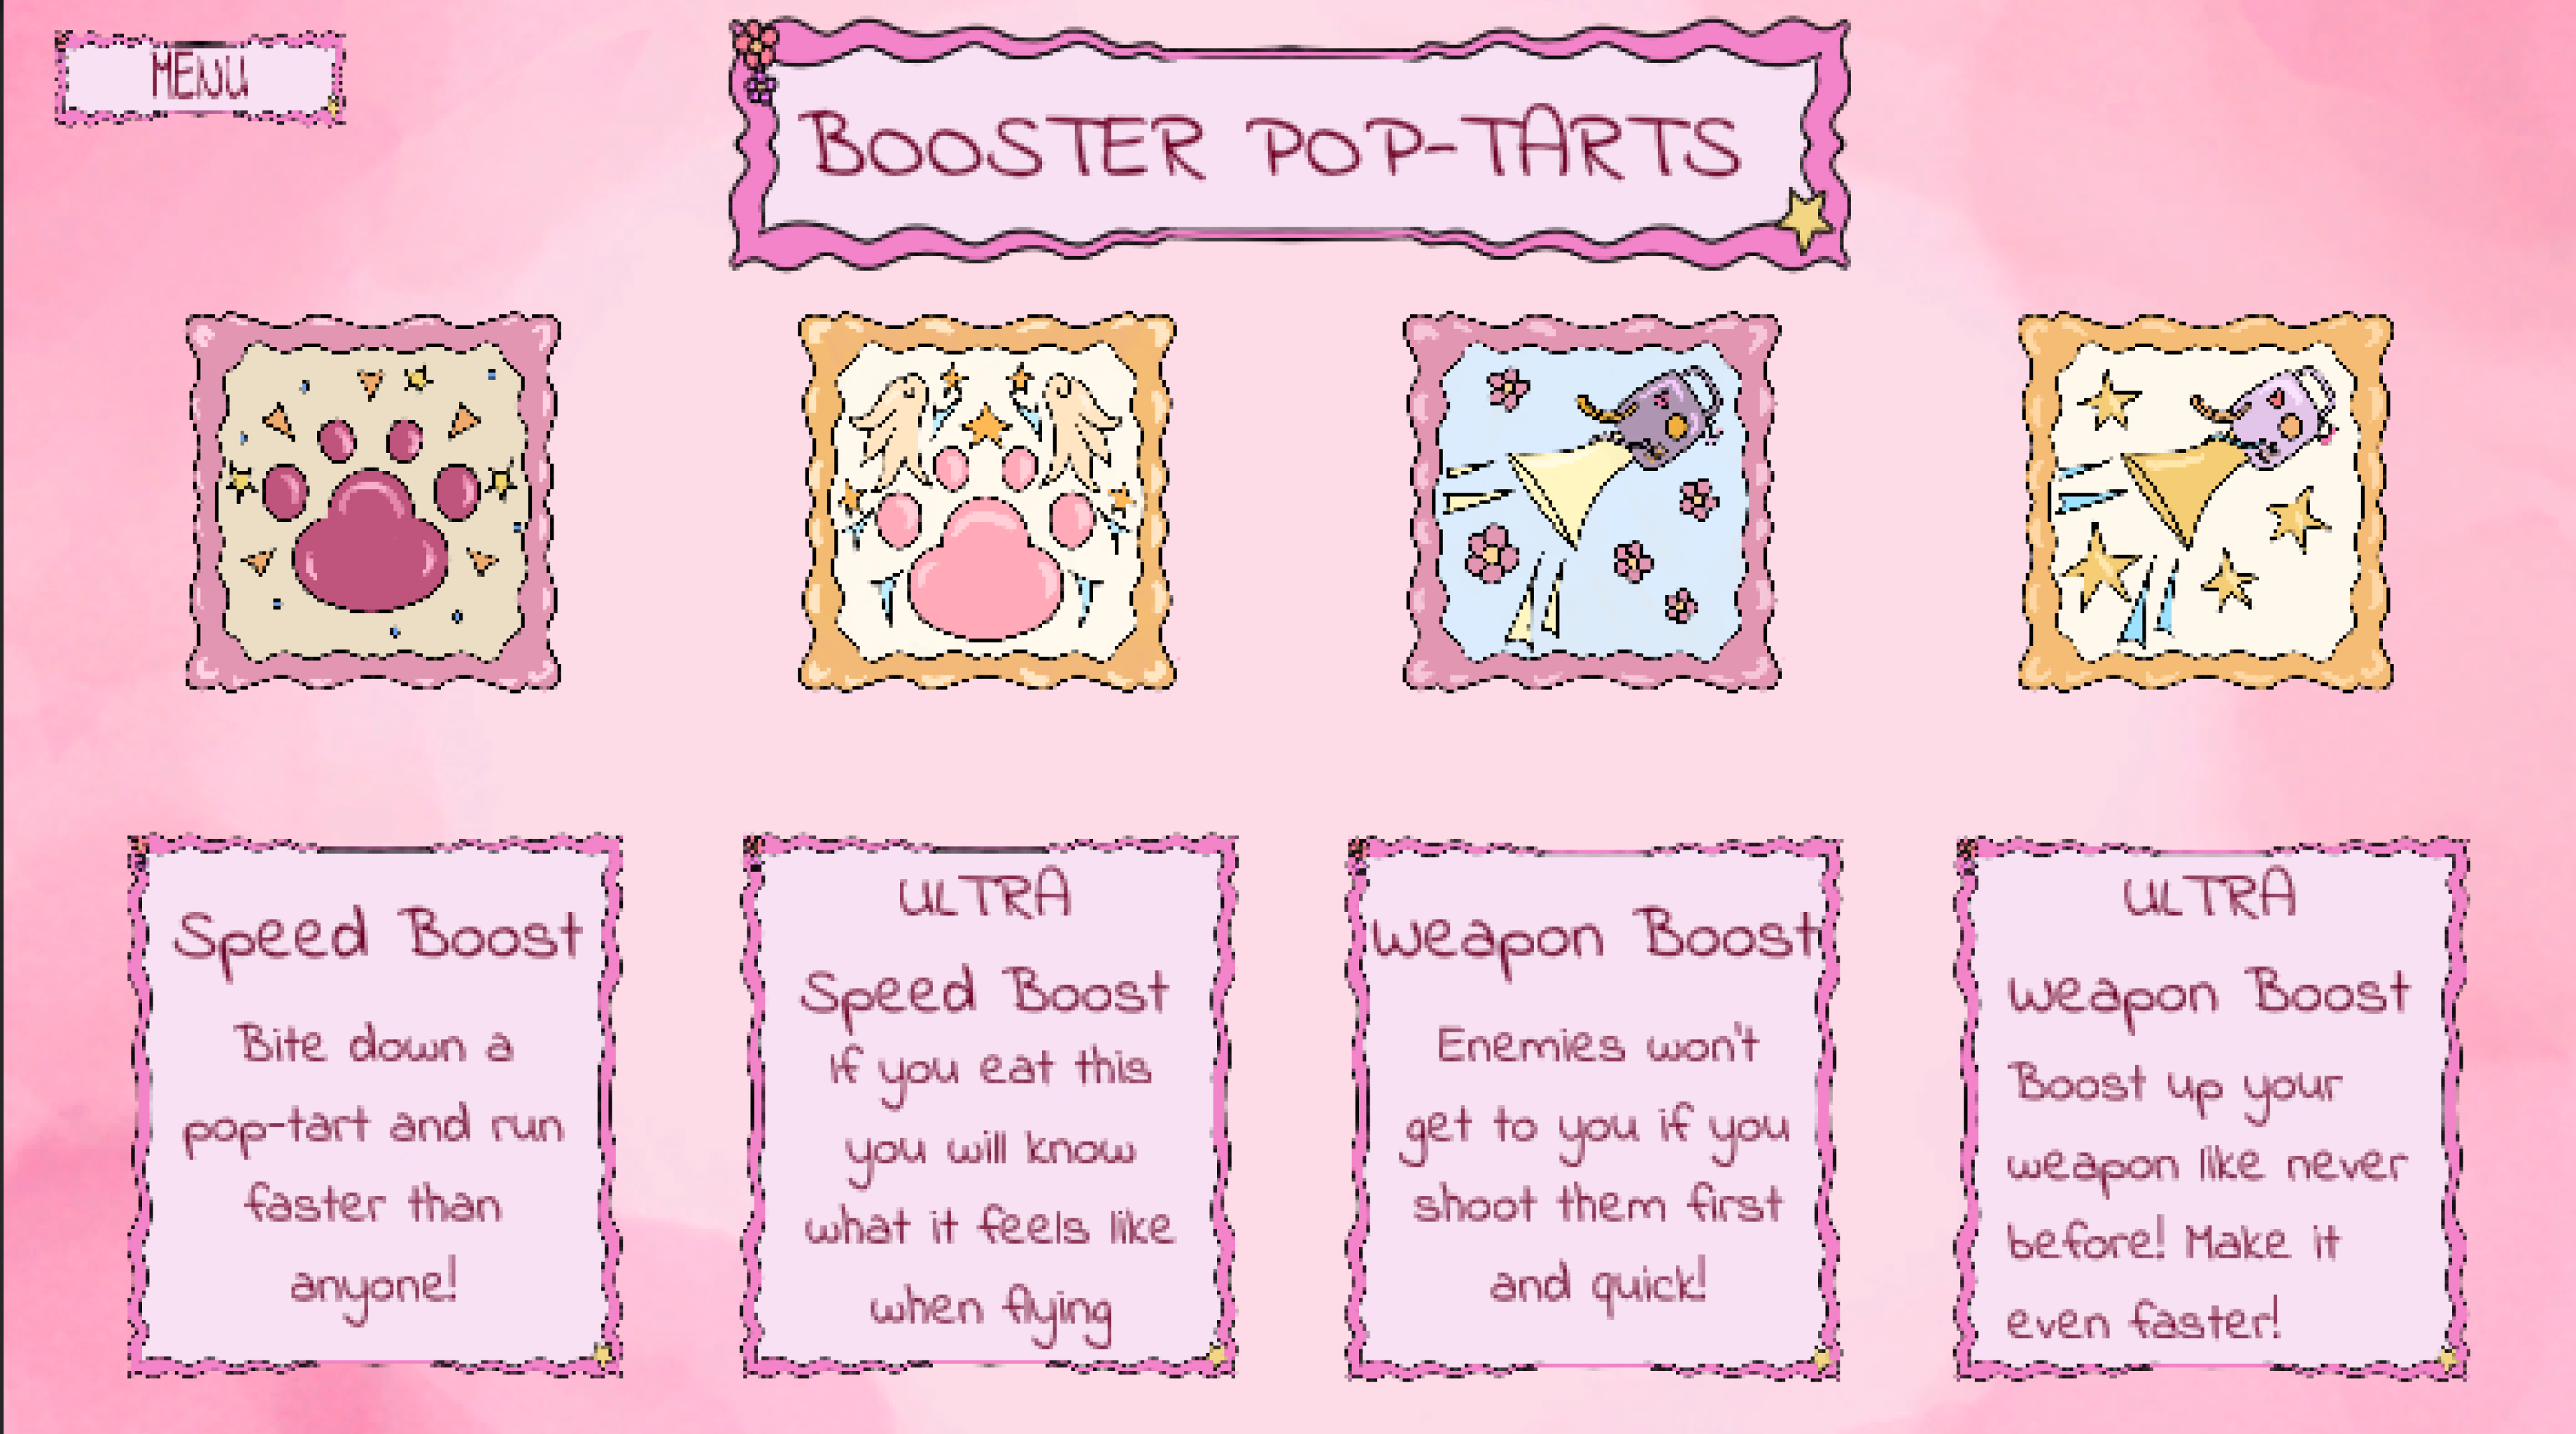 MENU
BOOSTER POP-TARTS
Speed Boost
Bite down a
pop-tart and run
faster than
anyone!
ULTRA
Speed Boost
If you eat this
you will know
what it feels like
when flying
Weapon Boost
Enemies won't
get to you if you
shoot them first
and quick!
ULTRA
Weapon Boost
Boost up your
weapon like never
before! Make it
even faster!